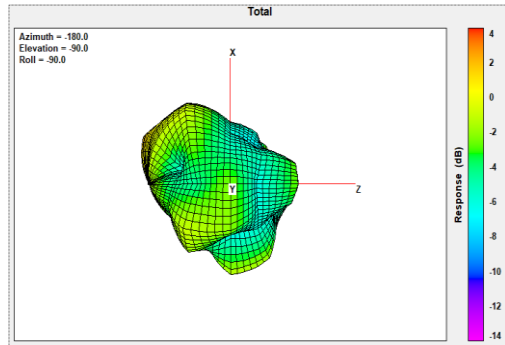 Total
Azimuth = -180.0
Elevation = -90.0
Roll = -90.0
X
Y
Z
Response (dB)
4
2
0
-2
-4
-6
-8
-10
-12
-14